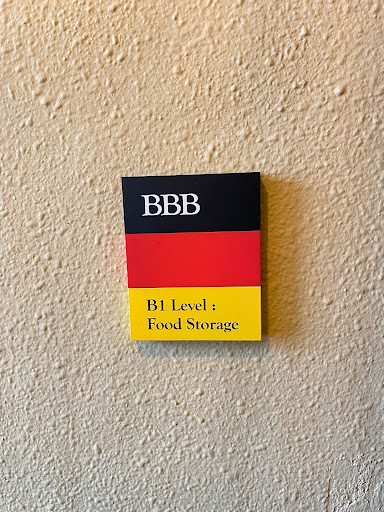 BBB
B1 Level :
Food Storage